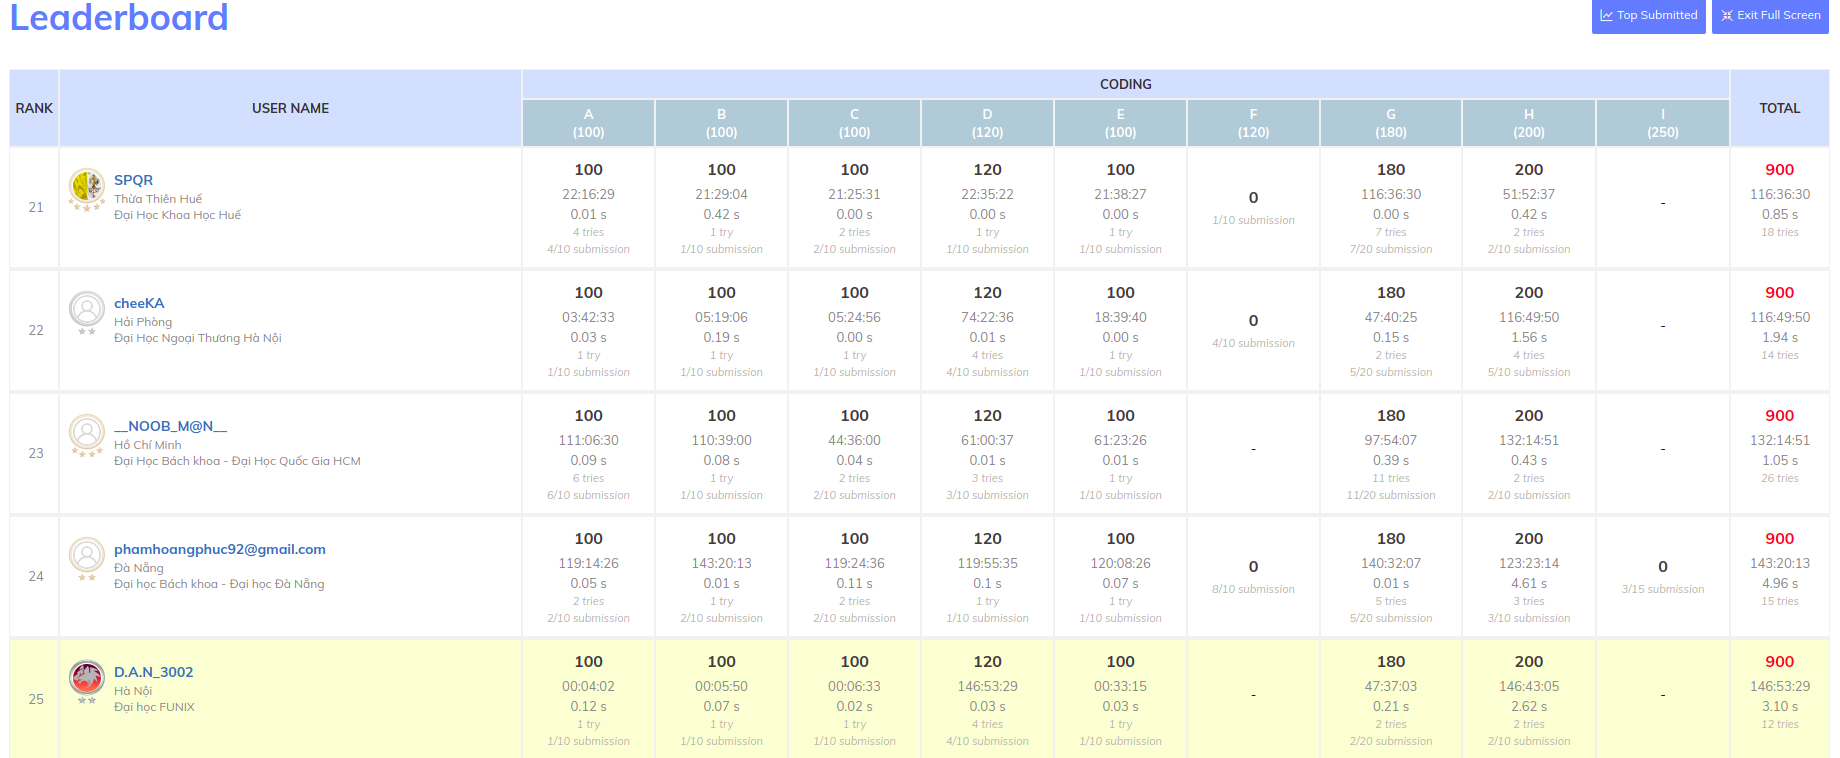 Leaderboard
Top Submitted
Exit Full Screen
RANK USER NAME CODING TOTAL
A B C D E F G H I
(100) (100) (100) (120) (100) (120) (180) (200) (250)
21
SPQR
Thừa Thiên Huế
Đại Học Khoa Học Huế
100 100 100 120 100 0 180 200 - 900
22:16:29 21:29:04 21:25:31 22:35:22 21:38:27 116:36:30 51:52:37 116:36:30
0.01 s 0.42 s 0.00 s 0.00 s 0.00 s 0.00 s 0.42 s 0.85 s
4 tries 1 try 2 tries 1 try 1 try 7 tries 2 tries 18 tries
4/10 submission 1/10 submission 2/10 submission 1/10 submission 1/10 submission 1/10 submission 7/20 submission 2/10 submission
22
cheeKA
Hải Phòng
Đại Học Ngoại Thương Hà Nội
100 100 100 120 100 0 180 200 - 900
03:42:33 05:19:06 05:24:56 74:22:36 18:39:40 47:40:25 116:49:50 116:49:50
0.03 s 0.19 s 0.00 s 0.01 s 0.00 s 0.15 s 1.56 s 1.94 s
1 try 1 try 1 try 4 tries 1 try 2 tries 4 tries 14 tries
1/10 submission 1/10 submission 1/10 submission 4/10 submission 1/10 submission 4/10 submission 5/20 submission 5/10 submission
23
__NOOB_M@N__
Hồ Chí Minh
Đại Học Bách khoa - Đại Học Quốc Gia HCM
100 100 100 120 100 - 180 200 - 900
111:06:30 110:39:00 44:36:00 61:00:37 61:23:26 97:54:07 132:14:51 132:14:51
0.09 s 0.08 s 0.04 s 0.01 s 0.01 s 0.39 s 0.43 s 1.05 s
6 tries 1 try 2 tries 3 tries 1 try 11 tries 2 tries 26 tries
6/10 submission 1/10 submission 2/10 submission 3/10 submission 1/10 submission 11/20 submission 2/10 submission
24
phamhoangphuc92@gmail.com
Đà Nẵng
Đại học Bách khoa - Đại học Đà Nẵng
100 100 100 120 100 0 180 200 0 900
119:14:26 143:20:13 119:24:36 119:55:35 120:08:26 140:32:07 123:23:14 143:20:13
0.05 s 0.01 s 0.11 s 0.1 s 0.07 s 0.01 s 4.61 s 4.96 s
2 tries 1 try 2 tries 1 try 1 try 5 tries 3 tries 15 tries
2/10 submission 2/10 submission 2/10 submission 1/10 submission 1/10 submission 8/10 submission 5/20 submission 3/10 submission 3/15 submission
25
D.A.N_3002
Hà Nội
Đại học FUNIX
100 100 100 120 100 - 180 200 - 900
00:04:02 00:05:50 00:06:33 146:53:29 00:33:15 47:37:03 146:43:05 146:53:29
0.12 s 0.07 s 0.02 s 0.03 s 0.03 s 0.21 s 2.62 s 3.10 s
1 try 1 try 1 try 4 tries 1 try 2 tries 2 tries 12 tries
1/10 submission 1/10 submission 1/10 submission 4/10 submission 1/10 submission 2/20 submission 2/10 submission